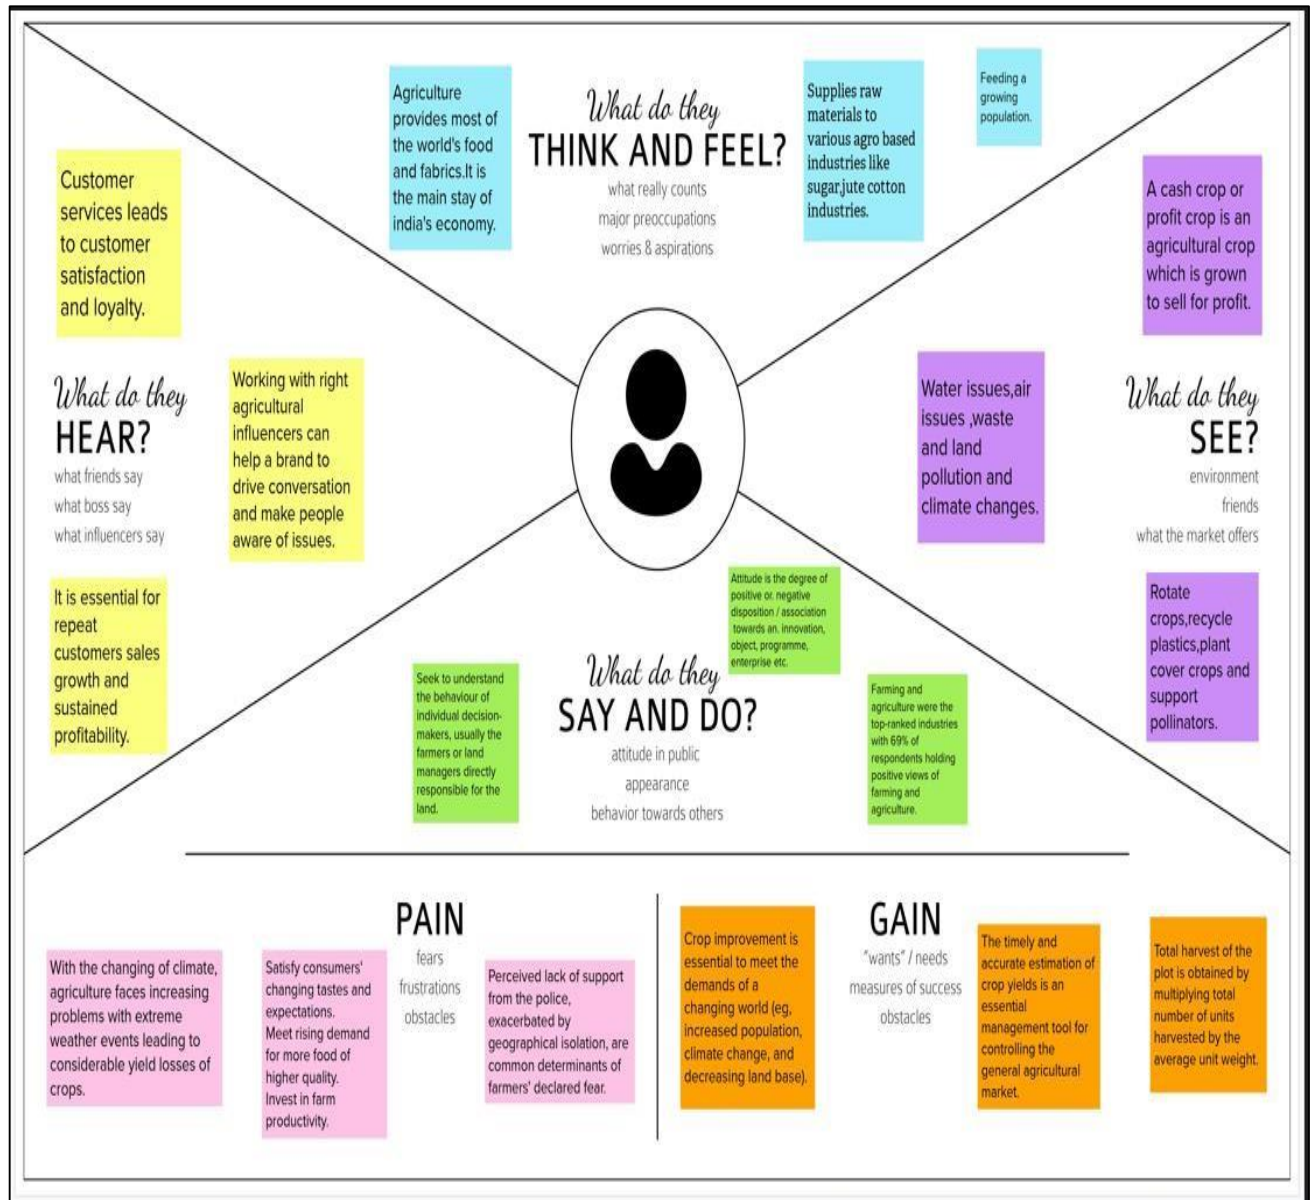 Agriculture
provides most of
the world's food
and fabrics.It is
the main stay of
india's economy.
What do they
THINK AND FEEL?
what really counts
major preoccupations
worries & aspirations
Supplies raw
materials to
various agro based
industries like
sugar,jute cotton
industries.
Feeding a
growing
population.
Customer
services leads
to customer
satisfaction
and loyalty.
What do they
HEAR?
what friends say
what boss say
what influencers say
Working with right
agricultural
influencers can
help a brand to
drive conversation
and make people
aware of issues.
It is essential for
repeat
customers sales
growth and
sustained
profitability.
A cash crop or
profit crop is an
agricultural crop
which is grown
to sell for profit.
Water issues,air
issues ,waste
and land
pollution and
climate changes.
What do they
SEE?
environment
friends
what the market offers
Rotate
crops,recycle
plastics,plant
cover crops and
support
pollinators.
Attitude is the degree of
positive or. negative
disposition / association
towards an. innovation,
object, programme,
enterprise etc.
What do they
SAY AND DO?
attitude in public
appearance
behavior towards others
Seek to understand
the behaviour of
individual decision-
makers, usually the
farmers or land
managers directly
responsible for the
land.
Farming and
agriculture were the
top-ranked industries
with 69% of
respondents holding
positive views of
farming and
agriculture.
PAIN
fears
frustrations
obstacles
With the changing of climate,
agriculture faces increasing
problems with extreme
weather events leading to
considerable yield losses of
crops.
Satisfy consumers'
changing tastes and
expectations.
Meet rising demand
for more food of
higher quality.
Invest in farm
productivity.
Perceived lack of support
from the police,
exacerbated by
geographical isolation, are
common determinants of
farmers' declared fear.
GAIN
"wants" / needs
measures of success
obstacles
Crop improvement is
essential to meet the
demands of a
changing world (eg,
increased population,
climate change, and
decreasing land base).
The timely and
accurate estimation of
crop yields is an
essential
management tool for
controlling the
general agricultural
market.
Total harvest of the
plot is obtained by
multiplying total
number of units
harvested by the
average unit weight.